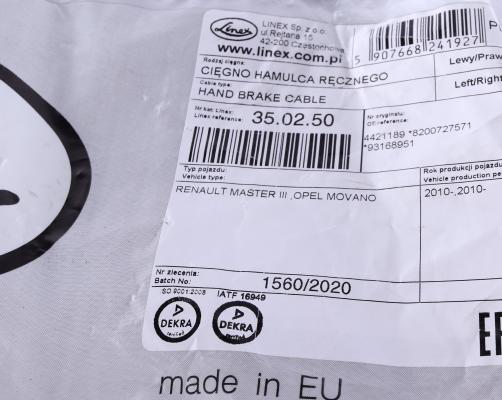 Linex
LINEX Sp. z o.o.
ul Rejtana 15
42-200 Częstochowa
www.linex.com.pl
5 907668 241927
Rodzaj cięgna:
CIĘGNO HAMULCA RĘCZNEGO
Lewy/Praw
Cable type:
HAND BRAKE CABLE
Left/Right
Nr kat. Linex:
Linex reference:
35.02.50
Nr oryginału:
OE-reference:
4421189 *8200727571
*93168951
Typ pojazdu:
Vehicle type:
RENAULT MASTER III ,OPEL MOVANO
Rok produkcji pojazdu
Vehicle production pe
2010-,2010-
Nr zlecenia:
Batch No:
1560/2020
ISO 9001:2008
IATF 16949
DEKRA
DEKRA
made in EU